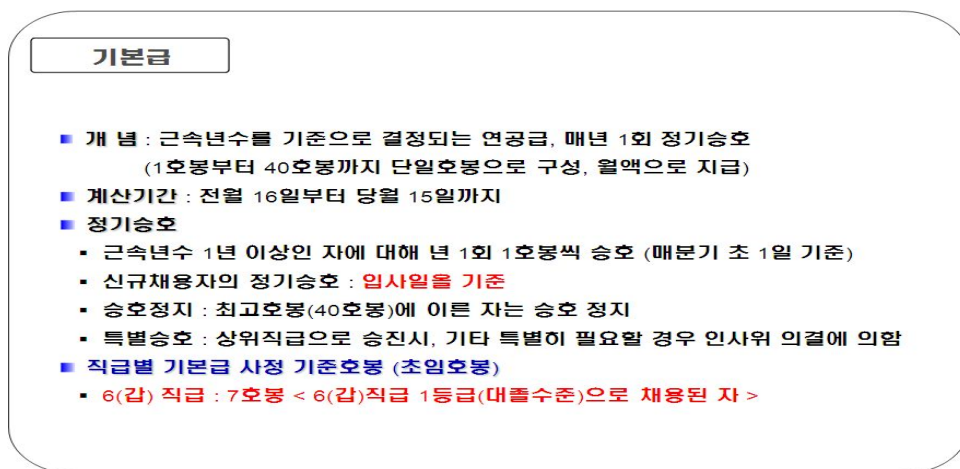 기본급
■ 개 념 : 근속년수를 기준으로 결정되는 연공급, 매년 1회 정기승호
(1호봉부터 40호봉까지 단일호봉으로 구성, 월액으로 지급)
■ 계산기간 : 전월 16일부터 당월 15일까지
■ 정기승호
▪ 근속년수 1년 이상인 자에 대해 년 1회 1호봉씩 승호 (매분기 초 1일 기준)
▪ 신규채용자의 정기승호 : 입사일을 기준
▪ 승호정지 : 최고호봉(40호봉)에 이른 자는 승호 정지
▪ 특별승호 : 상위직급으로 승진시, 기타 특별히 필요할 경우 인사위 의결에 의함
■ 직급별 기본급 사정 기준호봉 (초임호봉)
▪ 6(갑) 직급 : 7호봉 < 6(갑)직급 1등급(대졸수준)으로 채용된 자 >